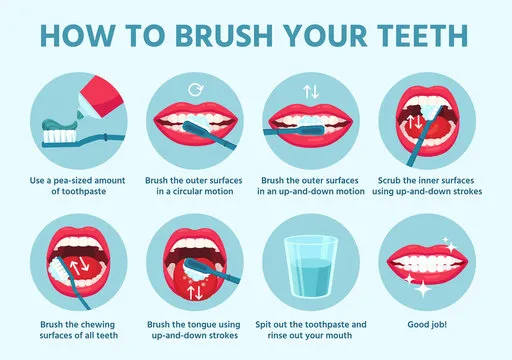 HOW TO BRUSH YOUR TEETH
Use a pea-sized amount
of toothpaste
Brush the outer surfaces
in a circular motion
Brush the outer surfaces
in an up-and-down motion
Scrub the inner surfaces
using up-and-down strokes
Brush the chewing
surfaces of all teeth
Brush the tongue using
up-and-down strokes
Spit out the toothpaste and
rinse out your mouth
Good job!